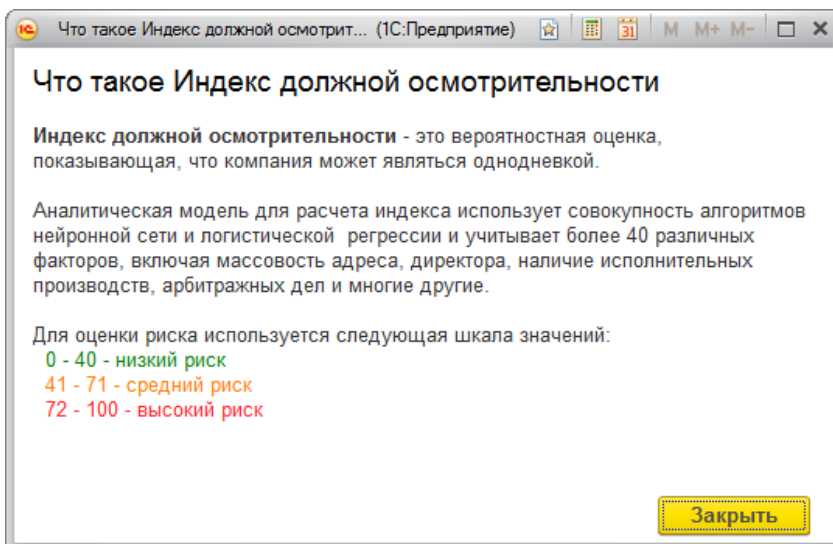 1С Что такое Индекс должной осмотрит... (1С:Предприятие) 31 M M+ M-
Что такое Индекс должной осмотрительности
Индекс должной осмотрительности - это вероятностная оценка,
показывающая, что компания может являться однодневкой.
Аналитическая модель для расчета индекса использует совокупность алгоритмов
нейронной сети и логистической регрессии и учитывает более 40 различных
факторов, включая массовость адреса, директора, наличие исполнительных
производств, арбитражных дел и многие другие.
Для оценки риска используется следующая шкала значений:
0 - 40 - низкий риск
41 - 71 - средний риск
72 - 100 - высокий риск
Закрыть